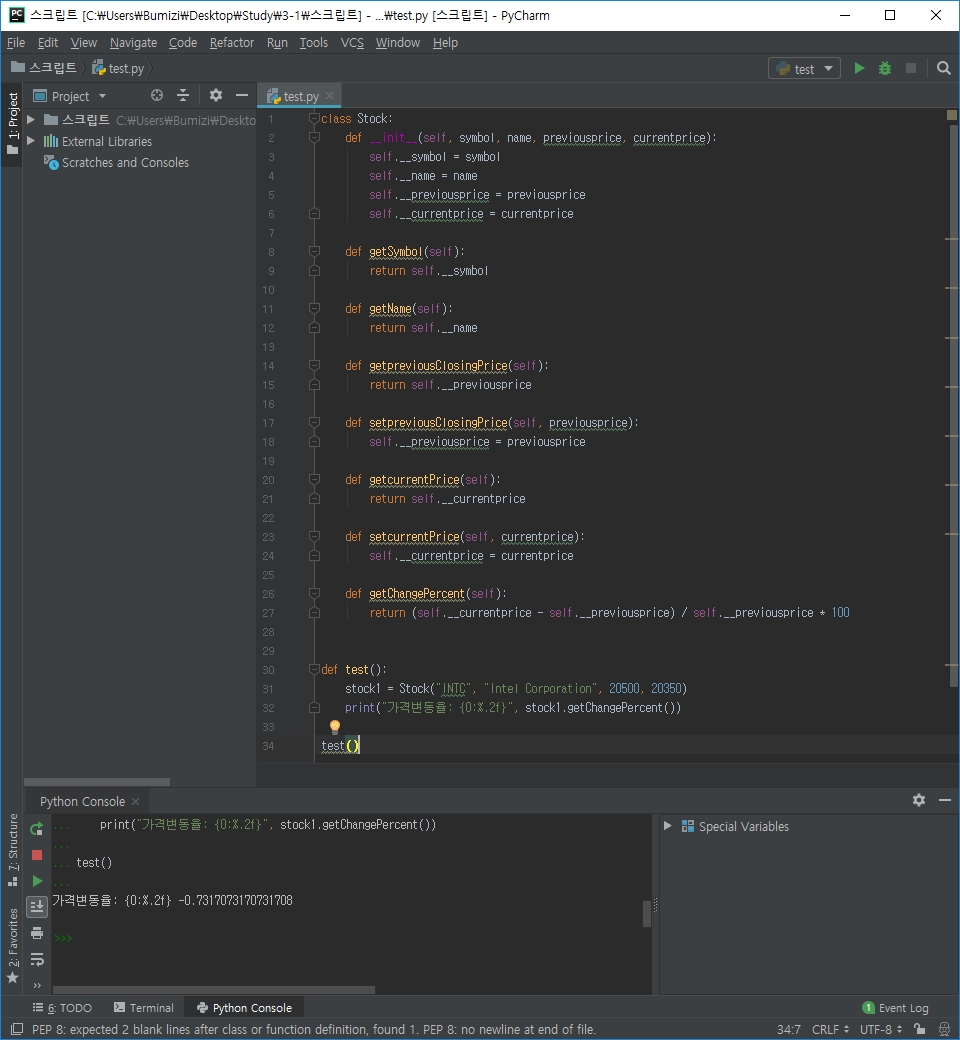 PC 스크립트 [C:₩Users₩Bumizi₩Desktop₩Study₩3-1₩스크립트] - ...₩test.py [스크립트] - PyCharm
File Edit View Navigate Code Refactor Run Tools VCS Window Help
스크립트 test.py test
1: Project
Project
test.py
스크립트 C:₩Users₩Bumizi₩Deskto
External Libraries
Scratches and Consoles
1 class Stock:
2 def __init__(self, symbol, name, previousprice, currentprice):
3 self.__symbol = symbol
4 self.__name = name
5 self.__previousprice = previousprice
6 self.__currentprice = currentprice
7
8 def getSymbol(self):
9 return self.__symbol
10
11 def getName(self):
12 return self.__name
13
14 def getpreviousClosingPrice(self):
15 return self.__previousprice
16
17 def setpreviousClosingPrice(self, previousprice):
18 self.__previousprice = previousprice
19
20 def getcurrentPrice(self):
21 return self.__currentprice
22
23 def setcurrentPrice(self, currentprice):
24 self.__currentprice = currentprice
25
26 def getChangePercent(self):
27 return (self.__currentprice - self.__previousprice) / self.__previousprice * 100
28
29
30 def test():
31 stock1 = Stock("INTC", "Intel Corporation", 20500, 20350)
32 print("가격변동율: {0:%.2f}", stock1.getChangePercent())
33
34 test()
Python Console
... print("가격변동율: {0:%.2f}", stock1.getChangePercent())
...
... test()
...
가격변동율: {0:%.2f} -0.7317073170731708
>>>
Special Variables
7: Structure
2: Favorites
6: TODO Terminal Python Console 1 Event Log
PEP 8: expected 2 blank lines after class or function definition, found 1. PEP 8: no newline at end of file. 34:7 CRLF UTF-8